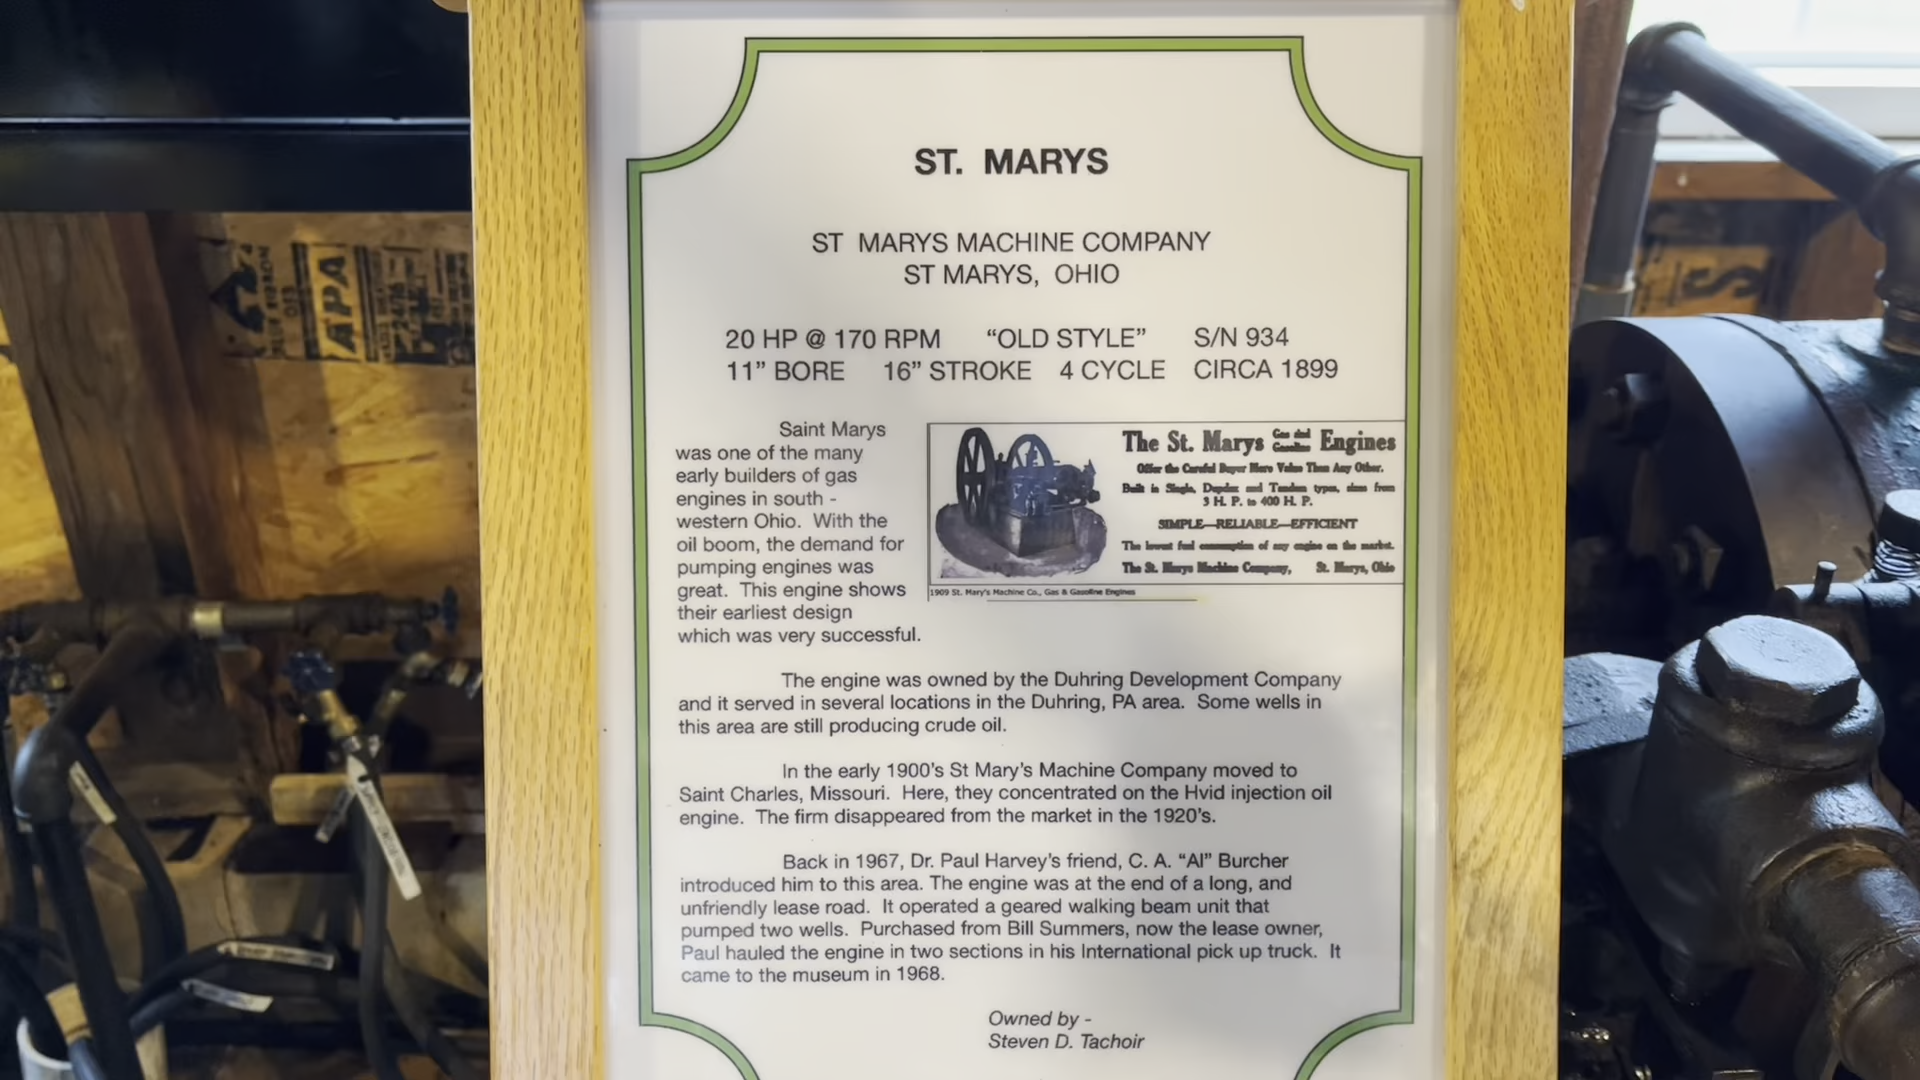 ST. MARYS
ST MARYS MACHINE COMPANY
ST MARYS, OHIO
20 HP @ 170 RPM “OLD STYLE” S/N 934
11” BORE 16” STROKE 4 CYCLE CIRCA 1899
Saint Marys
was one of the many
early builders of gas
engines in south -
western Ohio. With the
oil boom, the demand for
pumping engines was
great. This engine shows
their earliest design
which was very successful.
The St. Marys Gas and Gasoline Engines
Offer the Careful Buyer More Value Than Any Other.
Built in Single, Duplex and Tandem types, sizes from
3 H. P. to 400 H. P.
SIMPLE—RELIABLE—EFFICIENT
The lowest fuel consumption of any engine on the market.
The St. Marys Machine Company, St. Marys, Ohio
1909 St. Mary's Machine Co., Gas & Gasoline Engines
The engine was owned by the Duhring Development Company
and it served in several locations in the Duhring, PA area. Some wells in
this area are still producing crude oil.
In the early 1900's St Mary's Machine Company moved to
Saint Charles, Missouri. Here, they concentrated on the Hvid injection oil
engine. The firm disappeared from the market in the 1920's.
Back in 1967, Dr. Paul Harvey's friend, C. A. “Al” Burcher
introduced him to this area. The engine was at the end of a long, and
unfriendly lease road. It operated a geared walking beam unit that
pumped two wells. Purchased from Bill Summers, now the lease owner,
Paul hauled the engine in two sections in his International pick up truck. It
came to the museum in 1968.
Owned by -
Steven D. Tachoir
APA